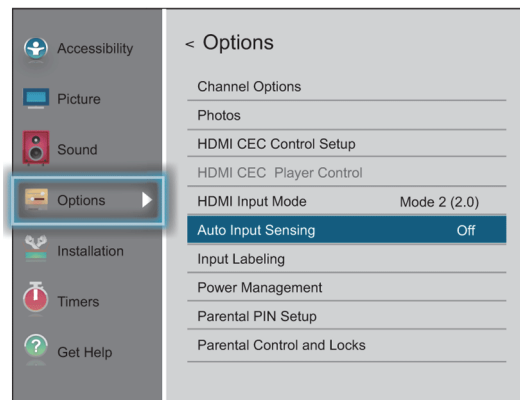 Accessibility
Picture
Sound
Options
Installation
Timers
Get Help
< Options
Channel Options
Photos
HDMI CEC Control Setup
HDMI CEC Player Control
HDMI Input Mode Mode 2 (2.0)
Auto Input Sensing Off
Input Labeling
Power Management
Parental PIN Setup
Parental Control and Locks